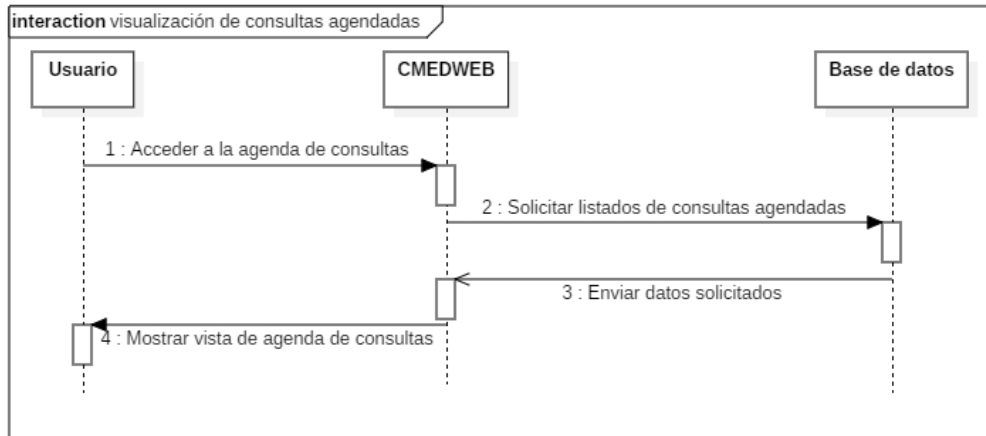 interaction visualización de consultas agendadas
Usuario
CMEDWEB
Base de datos
1 : Acceder a la agenda de consultas
2 : Solicitar listados de consultas agendadas
3 : Enviar datos solicitados
4 : Mostrar vista de agenda de consultas